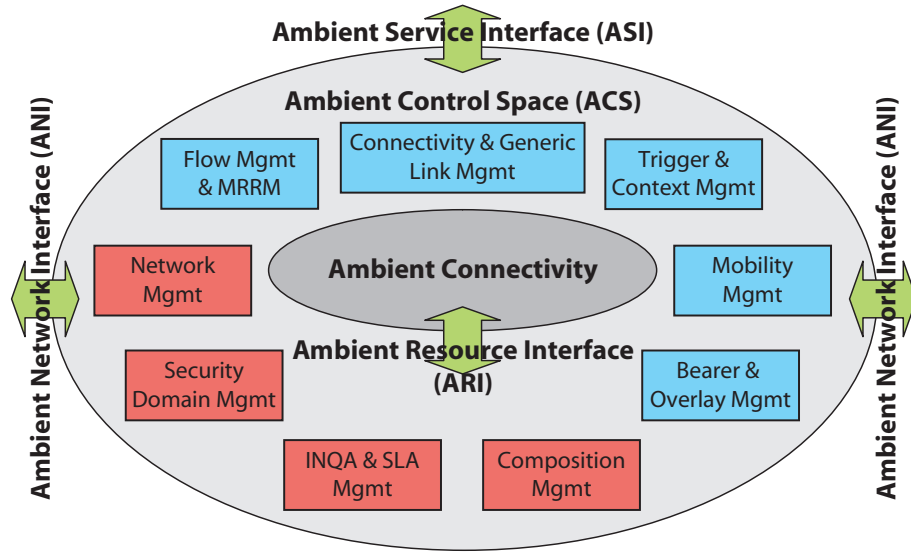 Ambient Service Interface (ASI)
Ambient Control Space (ACS)
Flow Mgmt
& MRRM
Connectivity & Generic
Link Mgmt
Trigger &
Context Mgmt
Ambient Network Interface (ANI)
Network
Mgmt
Ambient Connectivity
Mobility
Mgmt
Ambient Network Interface (ANI)
Ambient Resource Interface
(ARI)
Security
Domain Mgmt
Bearer &
Overlay Mgmt
INQA & SLA
Mgmt
Composition
Mgmt